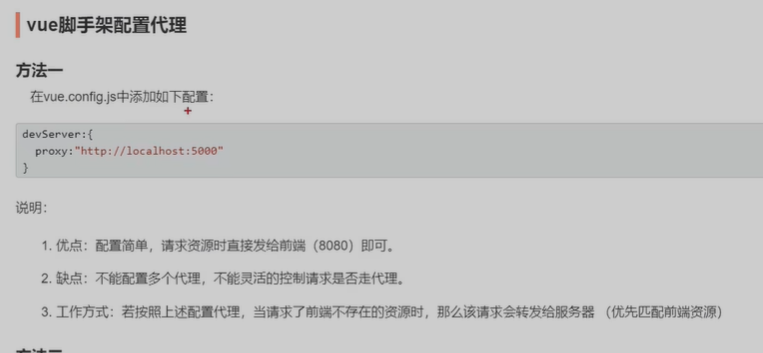 vue脚手架配置代理
方法一
在vue.config.js中添加如下配置：
devServer:{
  proxy:"http://localhost:5000"
}
说明：
1. 优点：配置简单，请求资源时直接发给前端（8080）即可。
2. 缺点：不能配置多个代理，不能灵活的控制请求是否走代理。
3. 工作方式：若按照上述配置代理，当请求了前端不存在的资源时，那么该请求会转发给服务器 （优先匹配前端资源）